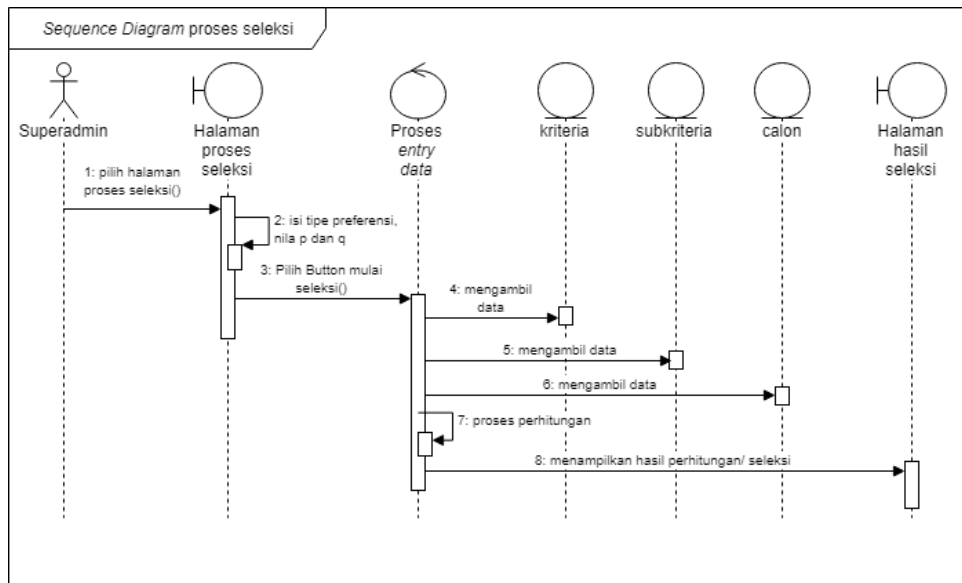 Sequence Diagram proses seleksi
Superadmin
Halaman
proses
seleksi
Proses
entry
data
kriteria
subkriteria
calon
Halaman
hasil
seleksi
1: pilih halaman
proses seleksi()
2: isi tipe preferensi,
nila p dan q
3: Pilih Button mulai
seleksi()
4: mengambil
data
5: mengambil data
6: mengambil data
7: proses perhitungan
8: menampilkan hasil perhitungan/ seleksi